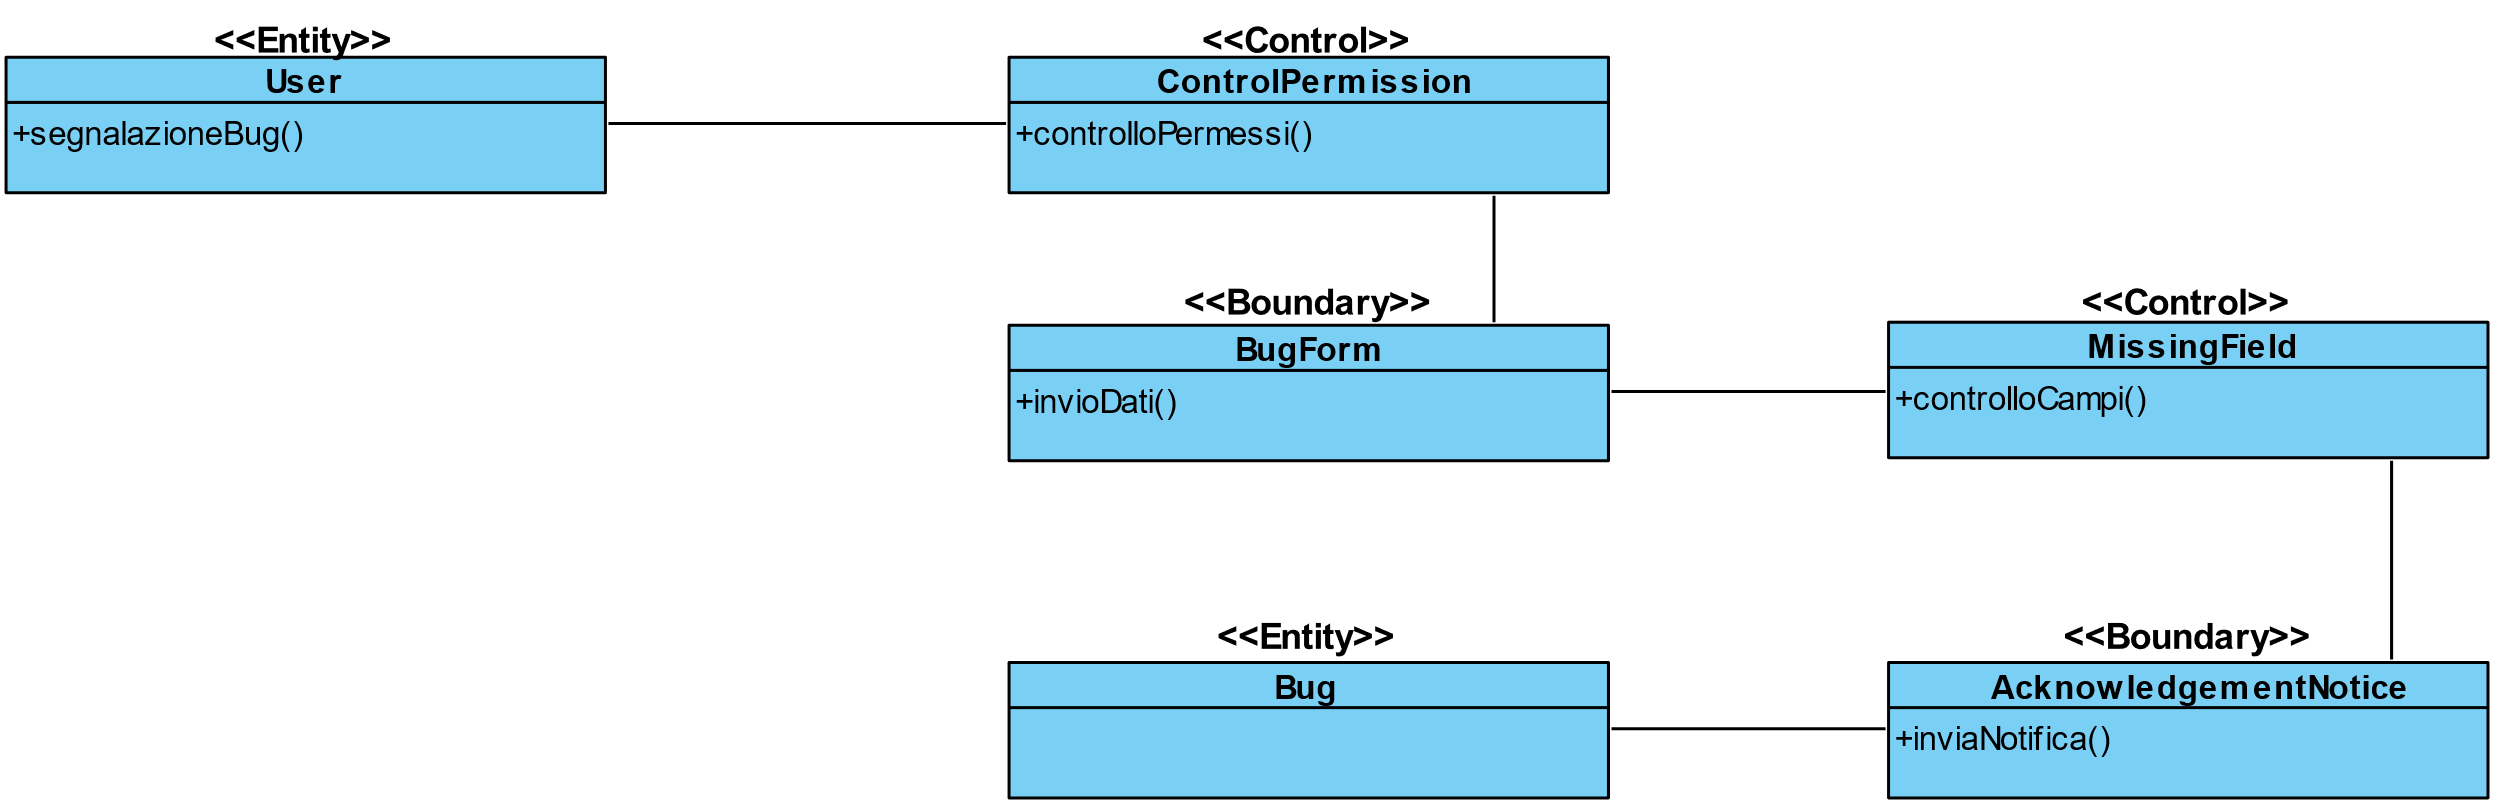 <<Entity>>
User
+segnalazioneBug()
<<Control>>
ControlPermission
+controlloPermessi()
<<Boundary>>
BugForm
+invioDati()
<<Control>>
MissingField
+controlloCampi()
<<Entity>>
Bug
<<Boundary>>
AcknowledgementNotice
+inviaNotifica()